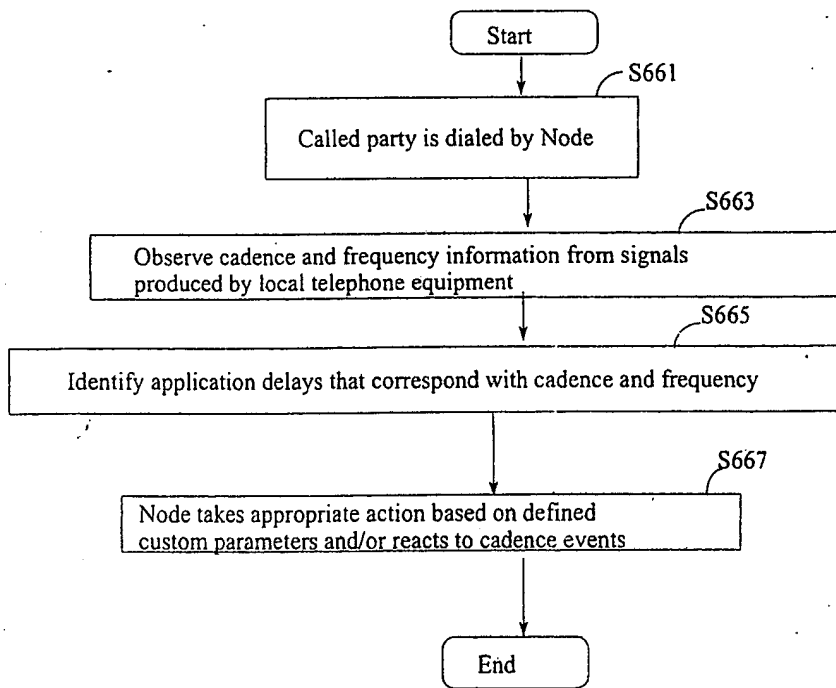 Start
S661
Called party is dialed by Node
S663
Observe cadence and frequency information from signals
produced by local telephone equipment
S665
Identify application delays that correspond with cadence and frequency
S667
Node takes appropriate action based on defined
custom parameters and/or reacts to cadence events
End